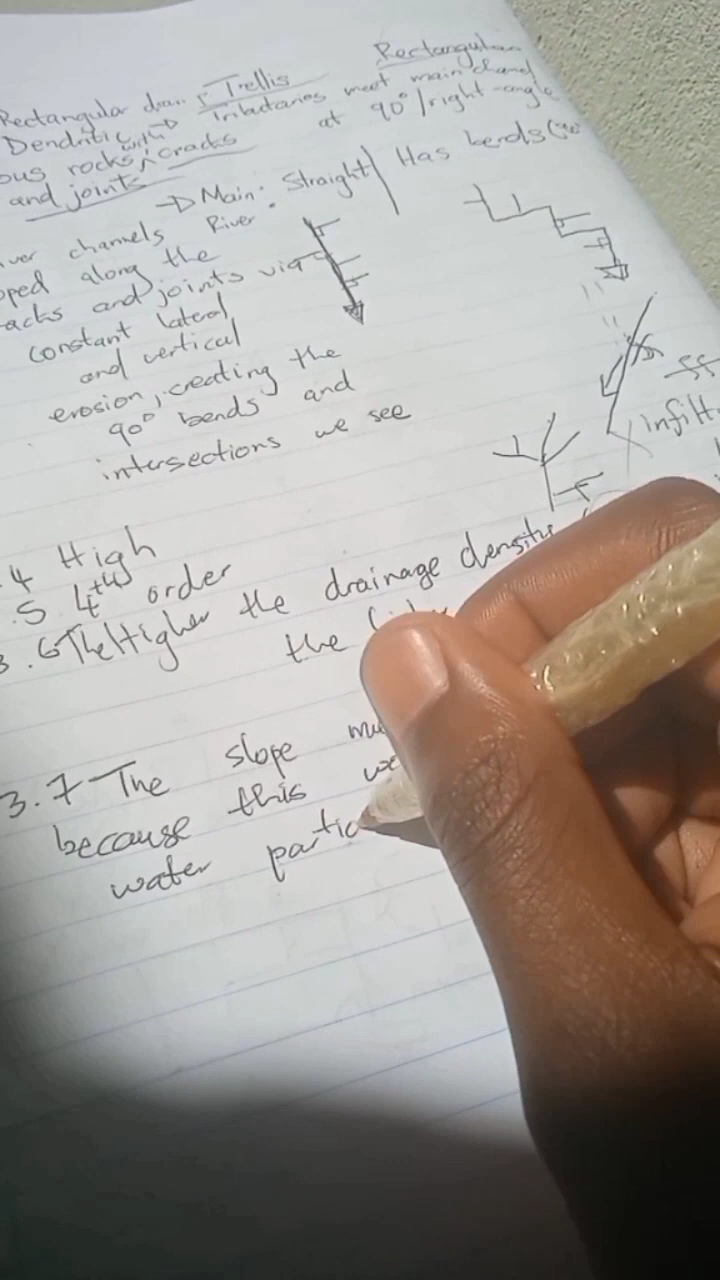 Rectangular
Trellis
Rectangular
Tributaries meet main channel
Dendritic with
at 90°/right-angle
ous rocks, cracks
and joints
Main River: Straight
Has bends
channels
oped along the
acks and joints via
constant lateral
and vertical
erosion, creating the
90° bends and
intersections we see
infilt
4 High
.5 4th order
3.6 The Higher the drainage density
the
3.7 The slope mu
because this
water partic